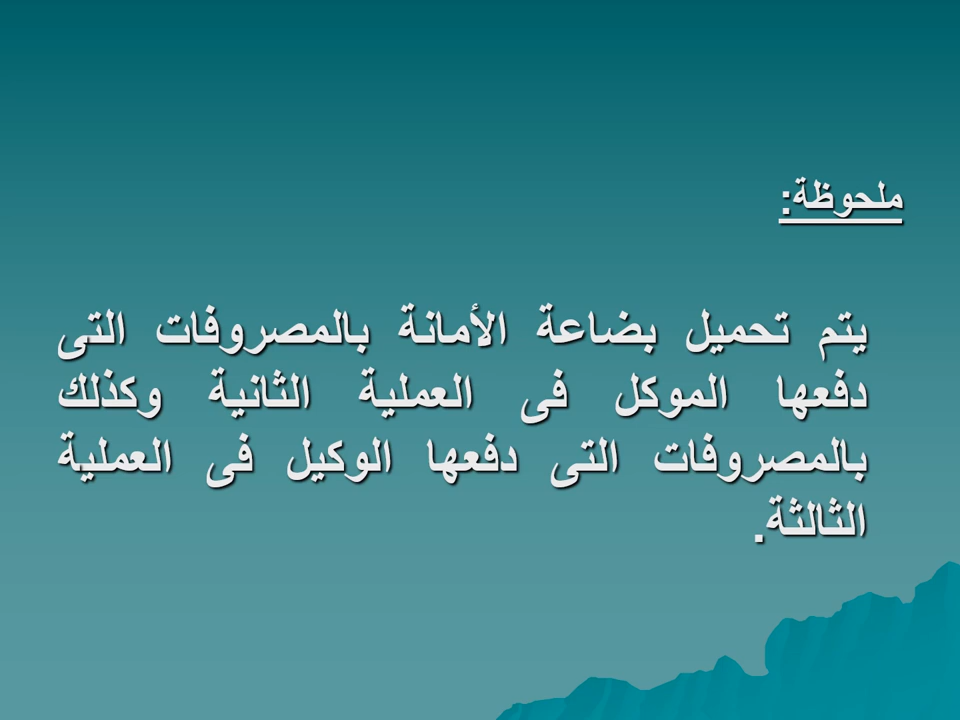 ملحوظة:
يتم تحميل بضاعة الأمانة بالمصروفات التى
دفعها الموكل فى العملية الثانية وكذلك
بالمصروفات التى دفعها الوكيل فى العملية
الثالثة.